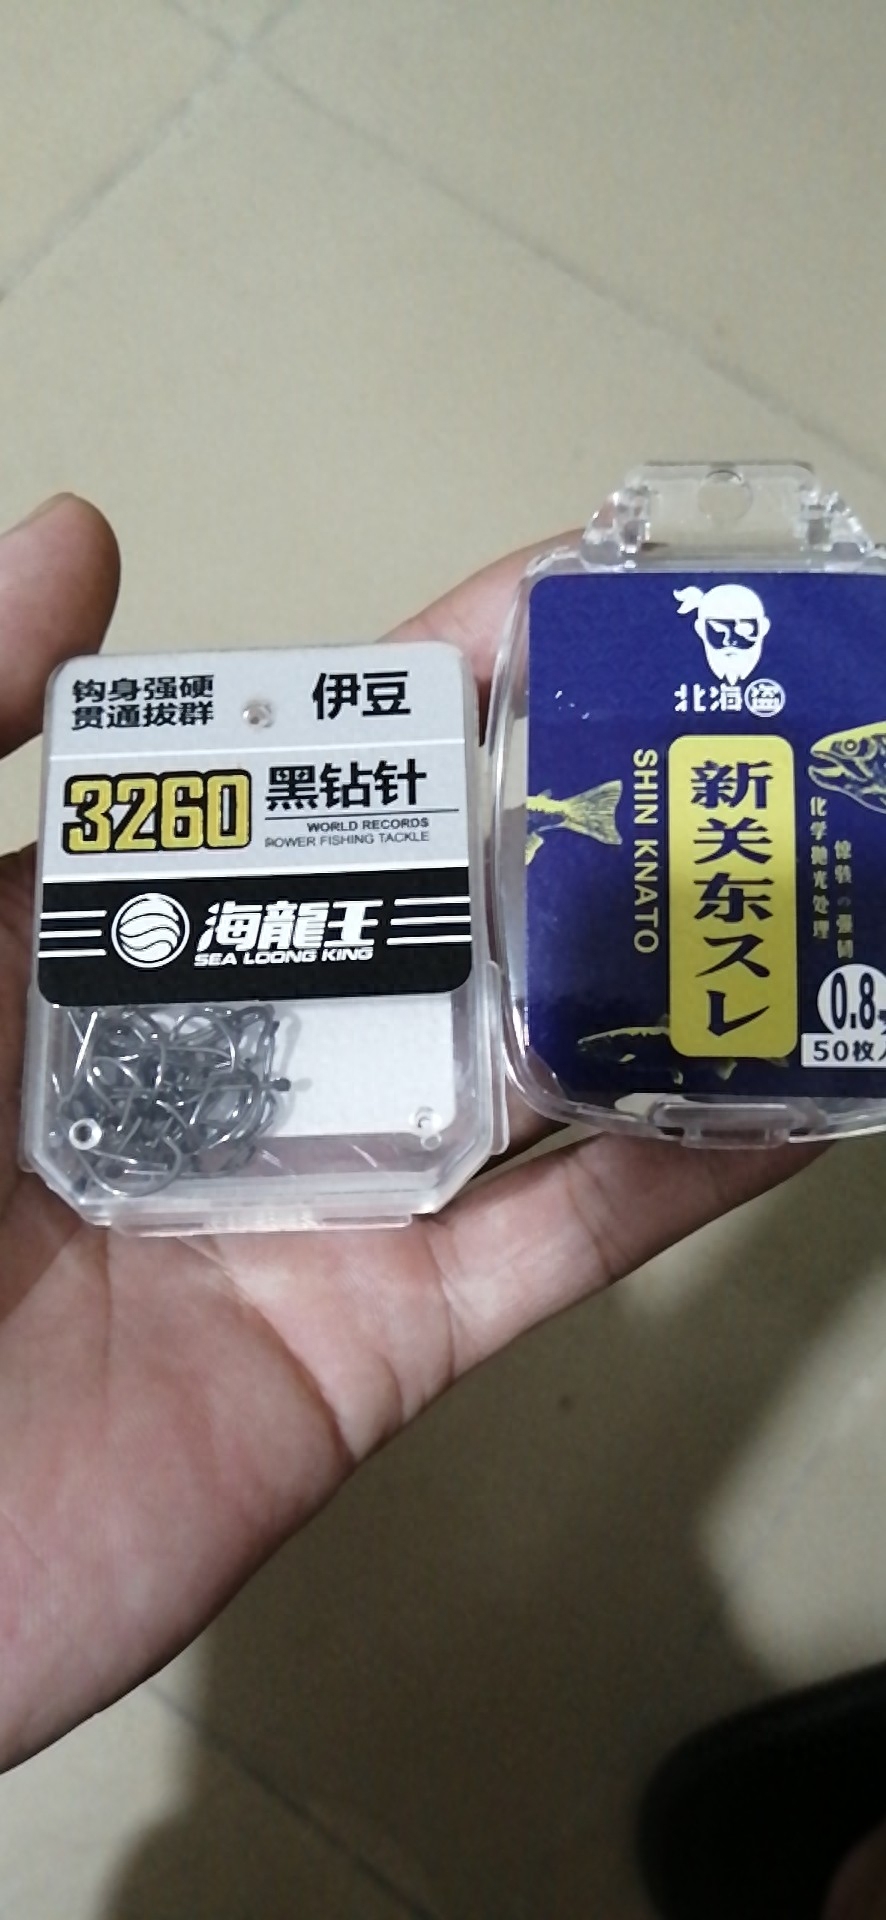 钩身强硬
贯通拔群
伊豆
3260
黑钻针
WORLD RECORDS
POWER FISHING TACKLE
海龍王
SEA LOONG KING
北海盗
SHIN KNATO
新关东スレ
化学抛光处理
0.8
50枚